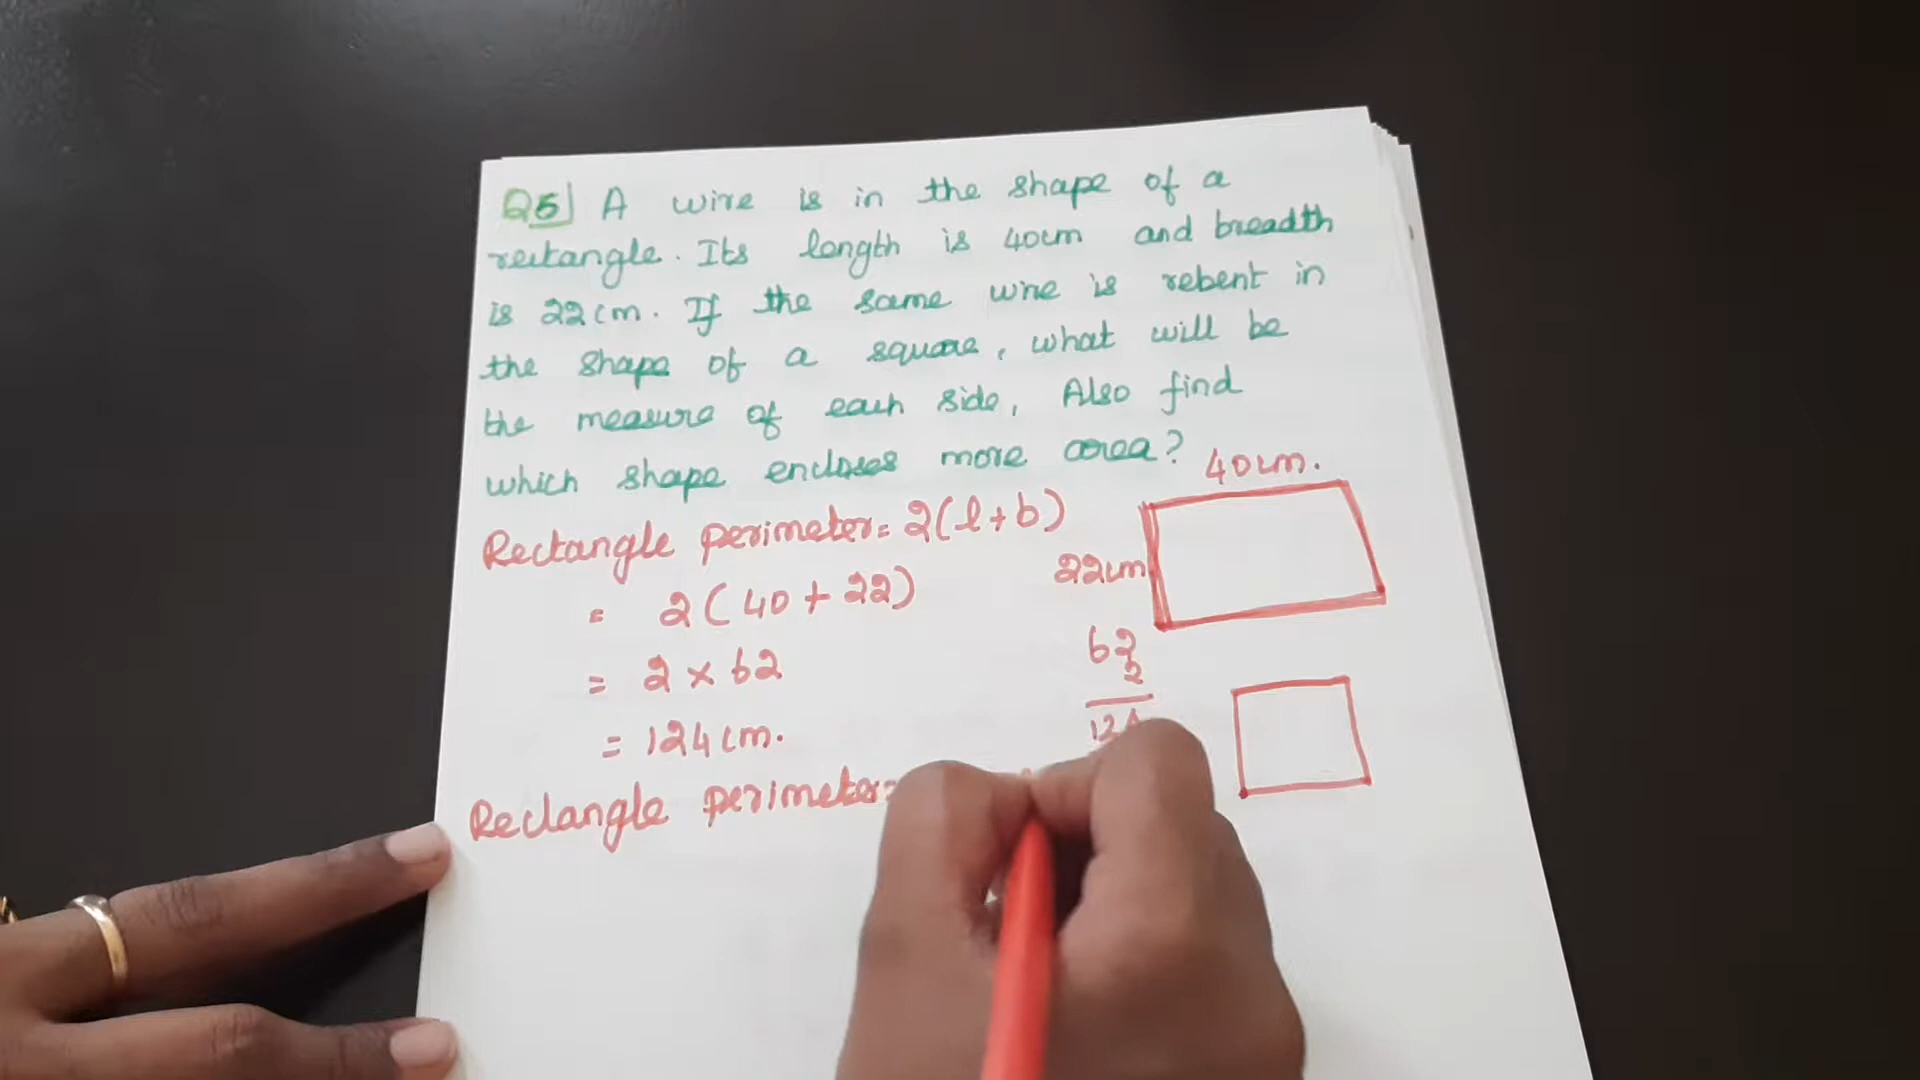 Q5] A wire is in the shape of a
rectangle. Its length is 40cm and breadth
is 22cm. If the same wire is rebent in
the shape of a square, what will be
the measure of each side, Also find
which shape encloses more area?
40cm.
Rectangle perimeter = 2(l+b)
22cm
= 2(40+22)
62
2
= 2 × 62
= 124cm.
Rectangle perimeter =